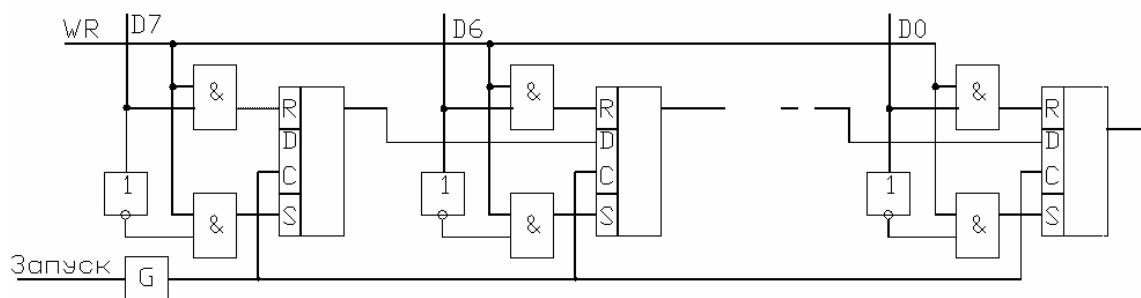 WR D7 D6 D0
& & &
R R R
D D D
C C C
1 1 1
S S S
& & &
Запуск G